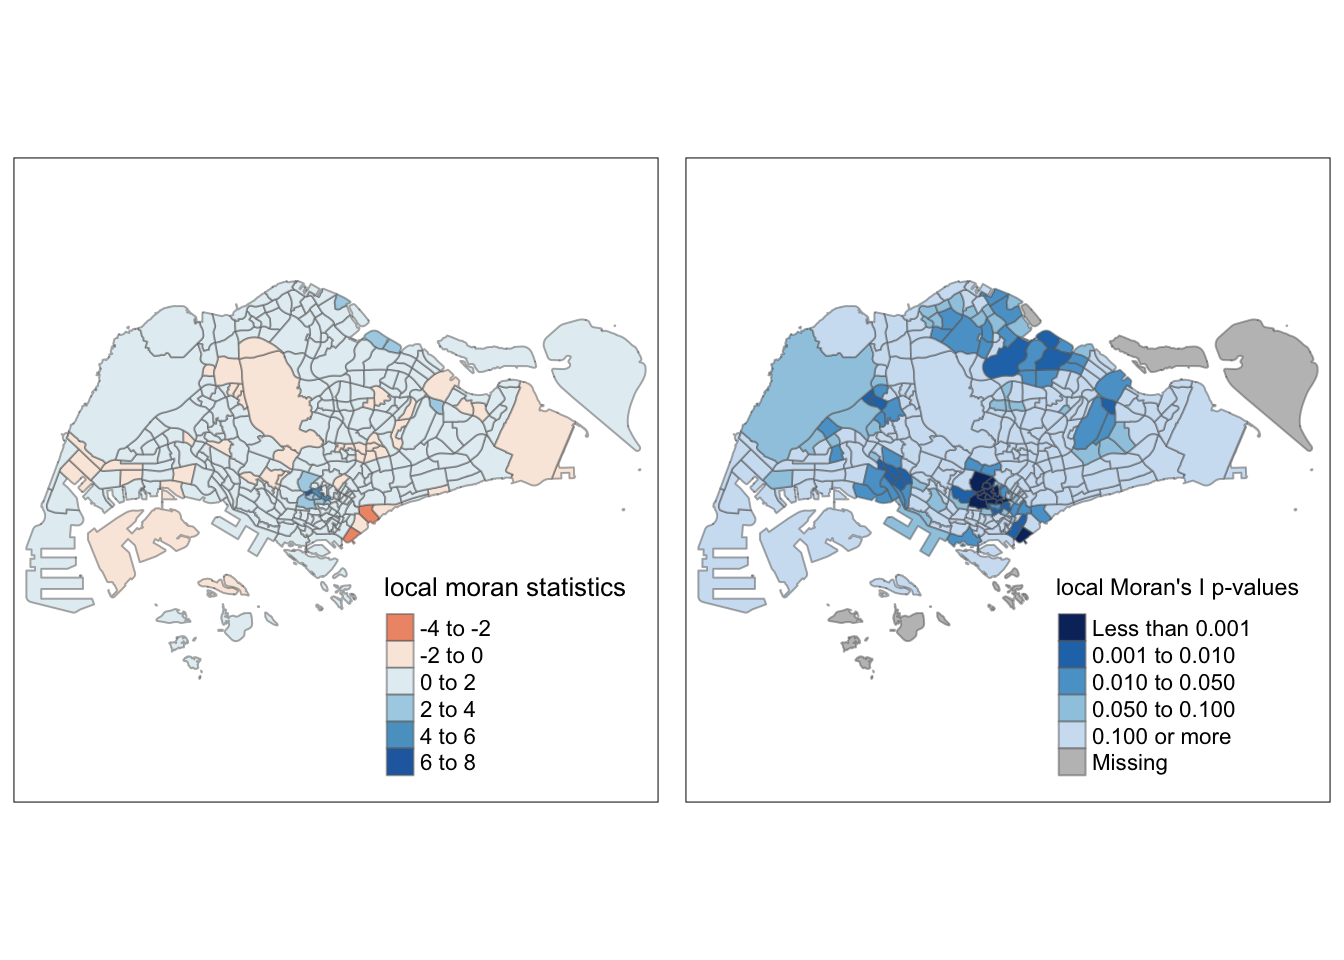 local moran statistics
-4 to -2
-2 to 0
0 to 2
2 to 4
4 to 6
6 to 8
local Moran's I p-values
Less than 0.001
0.001 to 0.010
0.010 to 0.050
0.050 to 0.100
0.100 or more
Missing